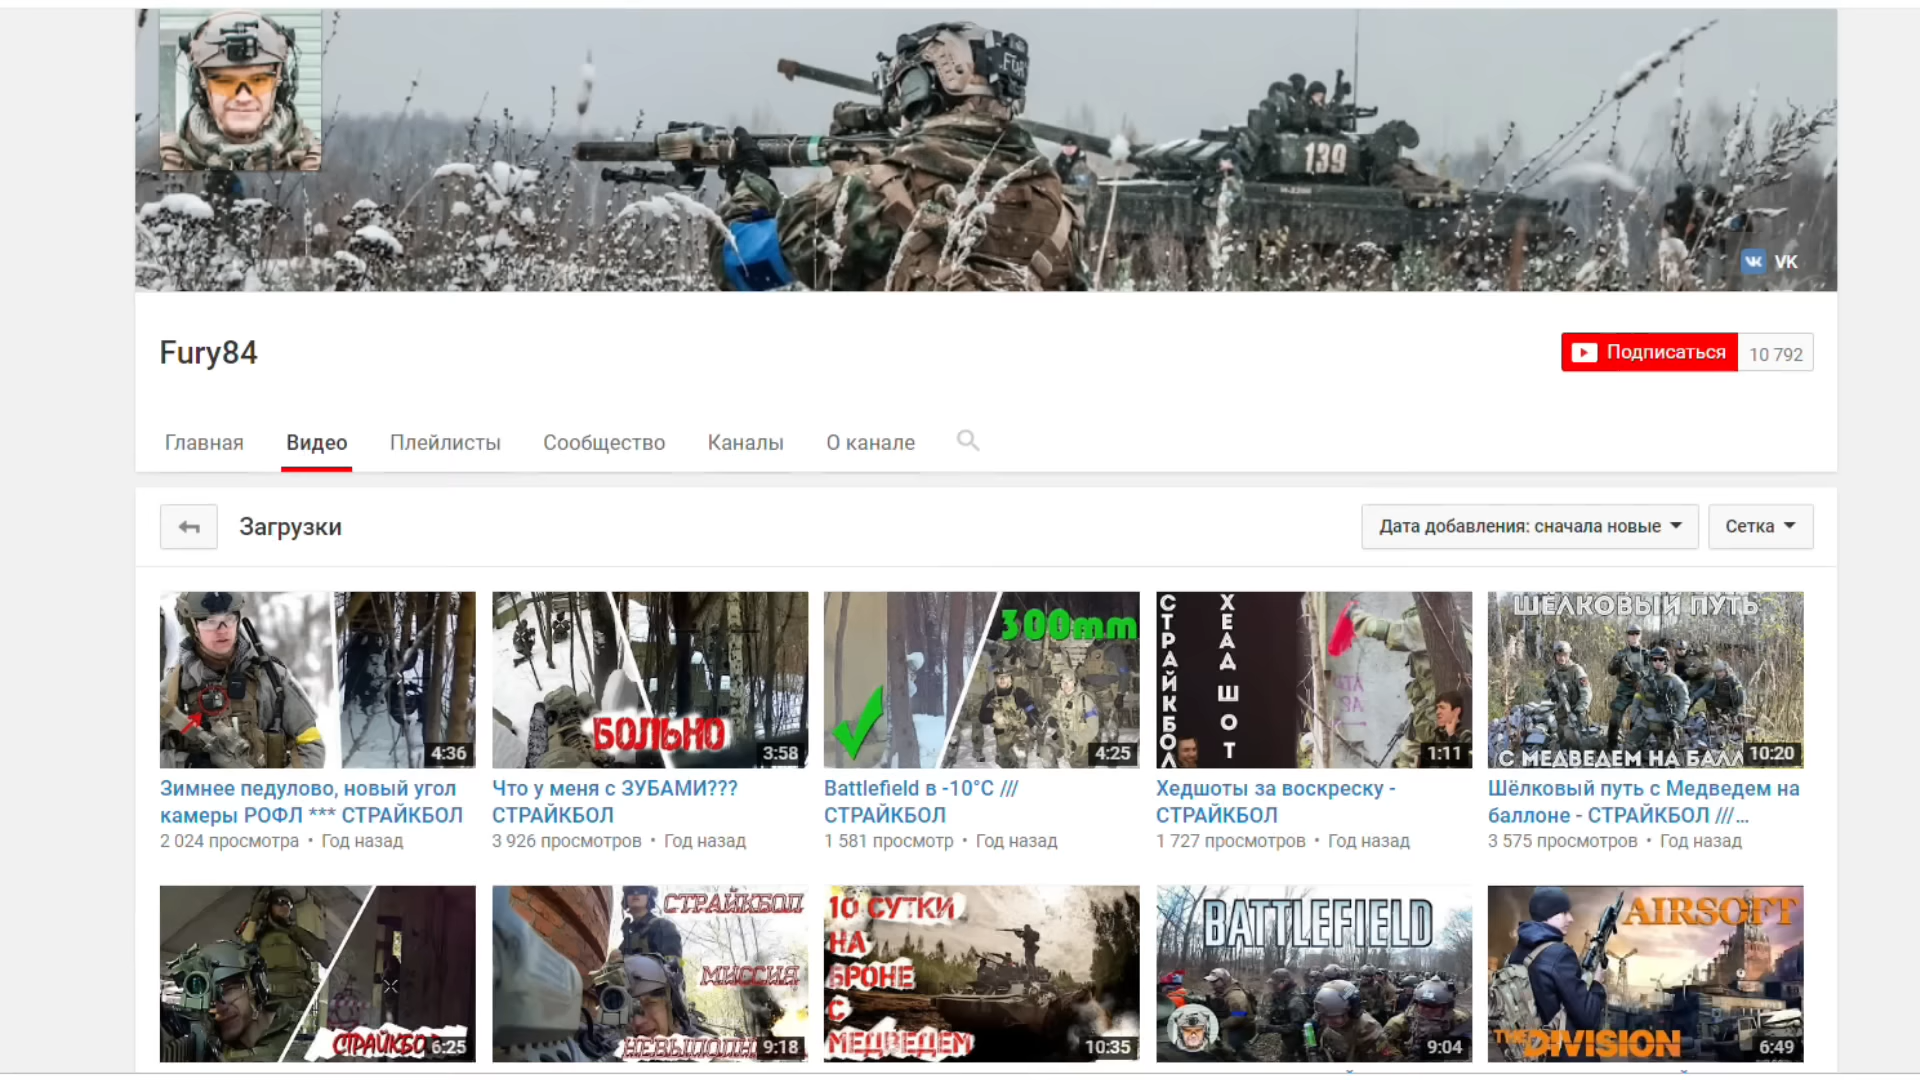 FURY
139
VK
Fury84
Подписаться 10 792
Главная Видео Плейлисты Сообщество Каналы О канале
Загрузки
Дата добавления: сначала новые
Сетка
4:36
БОЛЬНО
3:58
300mm
4:25
СТРАЙКБОЛ
ХЕАДШОТ
1:11
ШЁЛКОВЫЙ ПУТЬ
С МЕДВЕДЕМ НА БАЛЛ
10:20
Зимнее педулово, новый угол
камеры РОФЛ *** СТРАЙКБОЛ
2 024 просмотра • Год назад
Что у меня с ЗУБАМИ???
СТРАЙКБОЛ
3 926 просмотров • Год назад
Battlefield в -10°C ///
СТРАЙКБОЛ
1 581 просмотр • Год назад
Хедшоты за воскреску -
СТРАЙКБОЛ
1 727 просмотров • Год назад
Шёлковый путь с Медведем на
баллоне - СТРАЙКБОЛ ///...
3 575 просмотров • Год назад
СТРАЙКБО
6:25
СТРАЙКБОЛ
МИССИЯ
НЕВЫПОЛН
9:18
10 СУТКИ
НА
БРОНЕ
С
МЕДВЕДЕМ
10:35
BATTLEFIELD
9:04
AIRSOFT
THE DIVISION
6:49